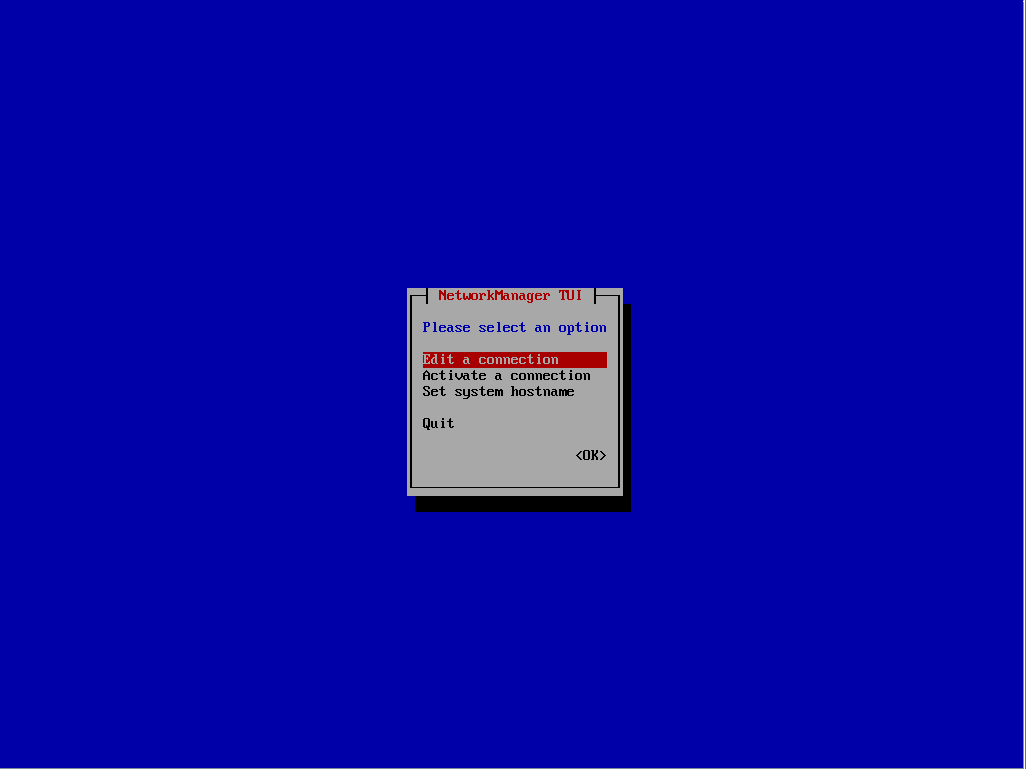 NetworkManager TUI
Please select an option
Edit a connection
Activate a connection
Set system hostname
Quit
<OK>